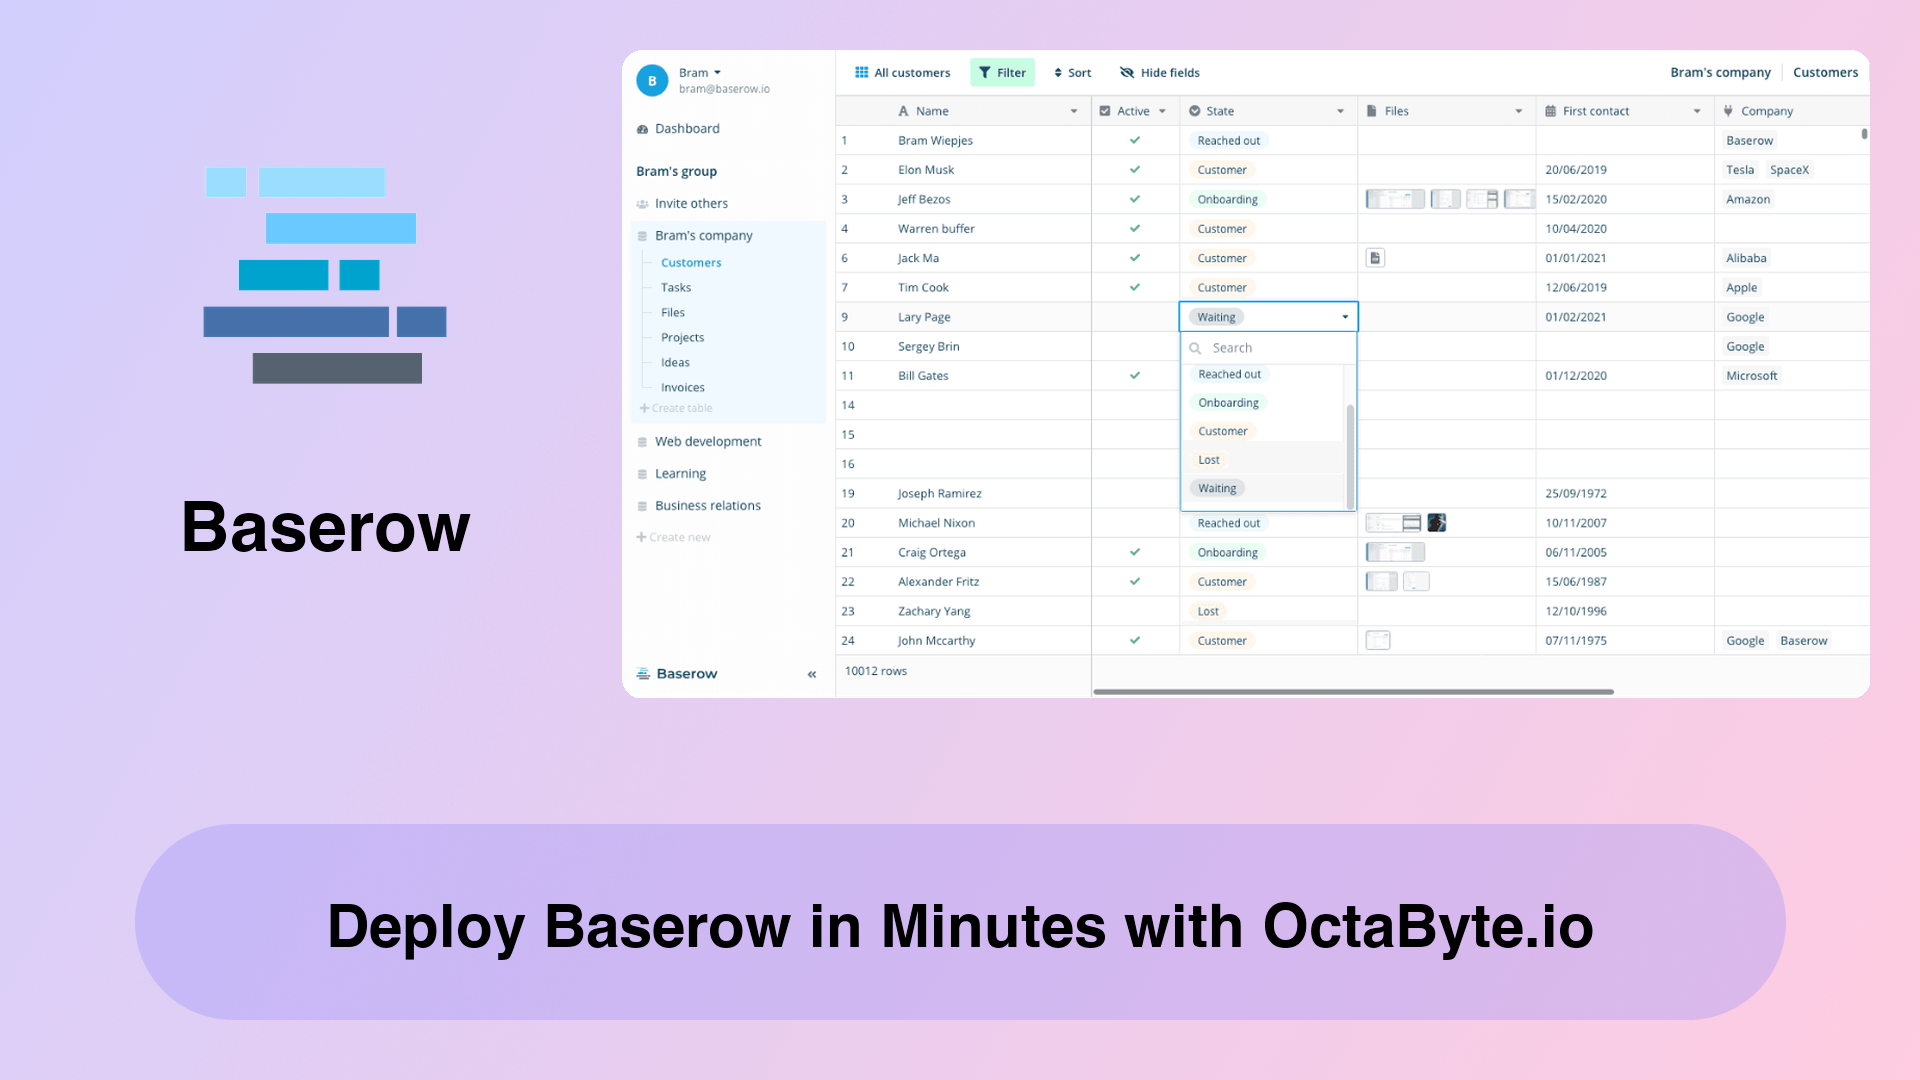 Baserow
B
Bram
bram@baserow.io
Dashboard
Bram's group
Invite others
Bram's company
Customers
Tasks
Files
Projects
Ideas
Invoices
+ Create table
Web development
Learning
Business relations
+ Create new
Baserow
«
All customers Filter Sort Hide fields Bram's company Customers
Name Active State Files First contact Company
1 Bram Wiepjes Reached out Baserow
2 Elon Musk Customer 20/06/2019 Tesla SpaceX
3 Jeff Bezos Onboarding 15/02/2020 Amazon
4 Warren buffer Customer 10/04/2020
6 Jack Ma Customer 01/01/2021 Alibaba
7 Tim Cook Customer 12/06/2019 Apple
9 Lary Page Waiting 01/02/2021 Google
10 Sergey Brin Google
11 Bill Gates 01/12/2020 Microsoft
14
15
16
19 Joseph Ramirez 25/09/1972
Search
Reached out
Onboarding
Customer
Lost
Waiting
20 Michael Nixon Reached out 10/11/2007
21 Craig Ortega Onboarding 06/11/2005
22 Alexander Fritz Customer 15/06/1987
23 Zachary Yang Lost 12/10/1996
24 John Mccarthy Customer 07/11/1975 Google Baserow
10012 rows
Deploy Baserow in Minutes with OctaByte.io